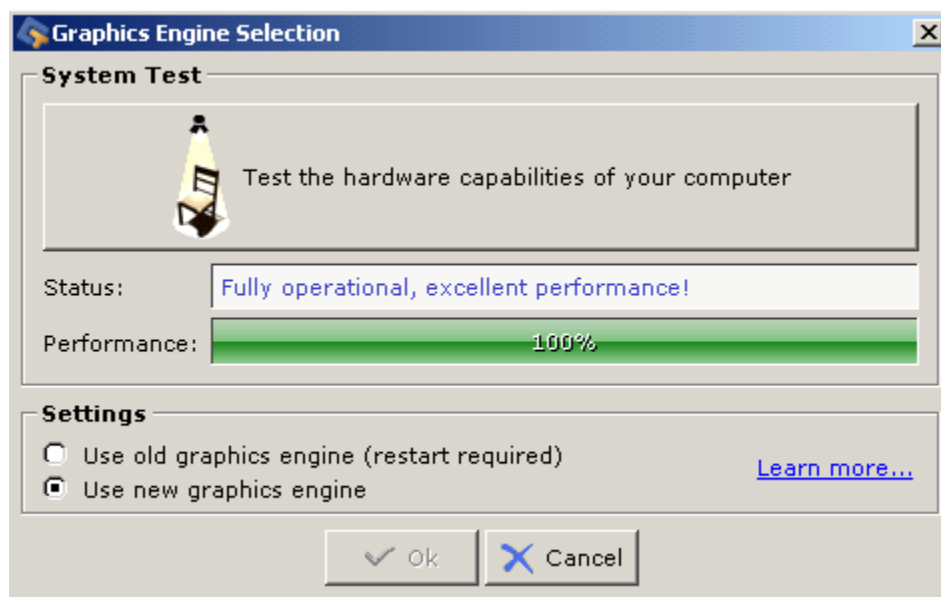 Graphics Engine Selection
System Test
Test the hardware capabilities of your computer
Status: Fully operational, excellent performance!
Performance: 100%
Settings
Use old graphics engine (restart required)
Learn more...
Use new graphics engine
Ok Cancel